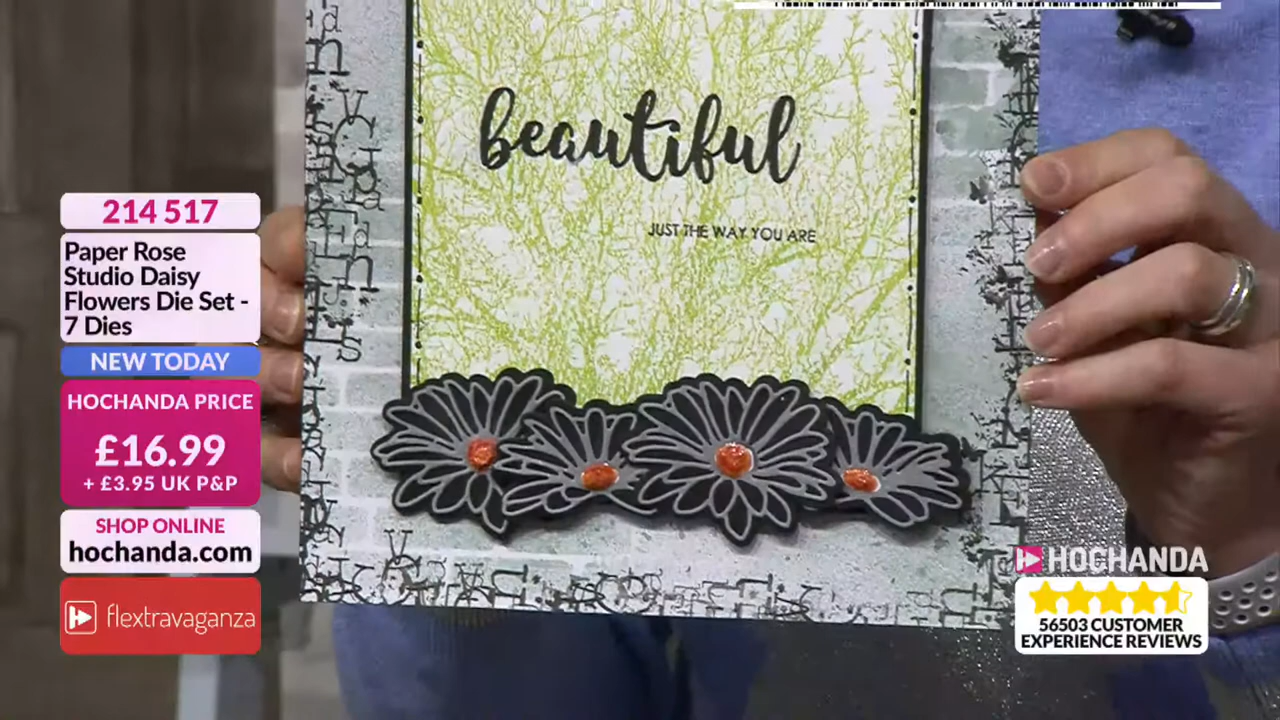 beautiful
JUST THE WAY YOU ARE
214 517
Paper Rose
Studio Daisy
Flowers Die Set -
7 Dies
NEW TODAY
HOCHANDA PRICE
£16.99
+ £3.95 UK P&P
SHOP ONLINE
hochanda.com
flextravaganza
HOCHANDA
56503 CUSTOMER
EXPERIENCE REVIEWS